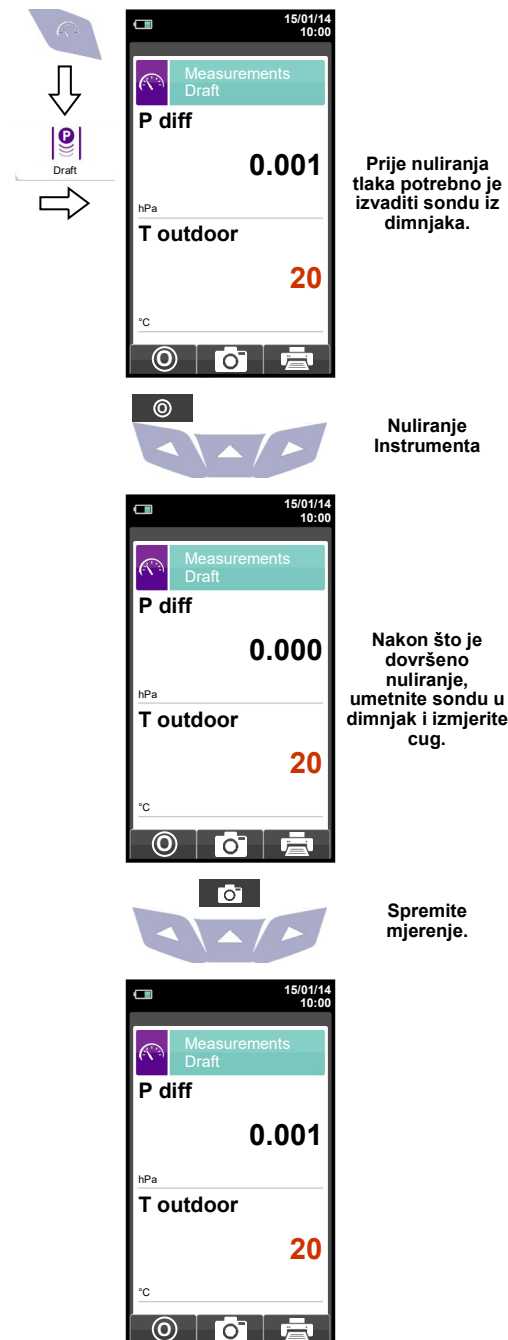 15/01/14
10:00
Measurements
Draft
P diff
0.001
hPa
T outdoor
20
°C
P
Draft
Prije nuliranja
tlaka potrebno je
izvaditi sondu iz
dimnjaka.
Nuliranje
Instrumenta
15/01/14
10:00
Measurements
Draft
P diff
0.000
hPa
T outdoor
20
°C
Nakon što je
dovršeno
nuliranje,
umetnite sondu u
dimnjak i izmjerite
cug.
Spremite
mjerenje.
15/01/14
10:00
Measurements
Draft
P diff
0.001
hPa
T outdoor
20
°C